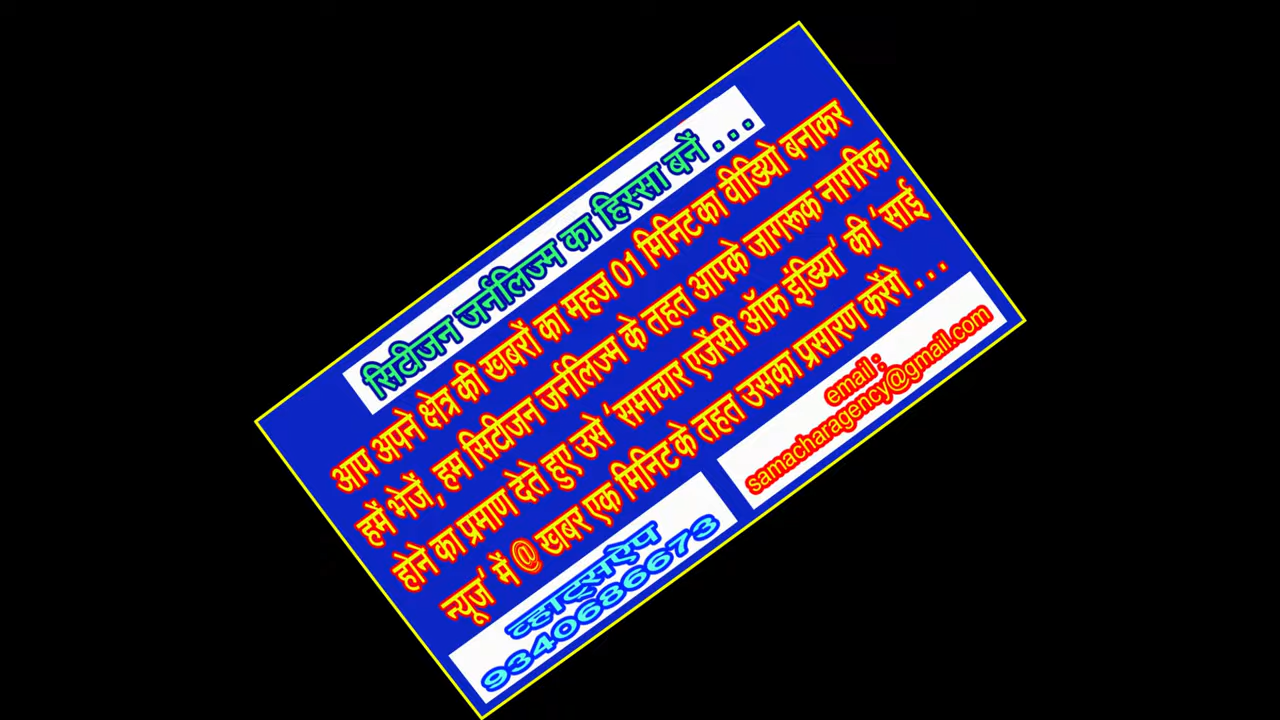 सिटीजन जर्नलिज्म का हिस्सा बनें ...
आप अपने क्षेत्र की खबरों का महज 01 मिनिट का वीडियो बनाकर
हमें भेजें, हम सिटीजन जर्नलिज्म के तहत आपके जागरूक नागरिक
होने का प्रमाण देते हुए उसे ‘समाचार एजेंसी ऑफ इंडिया‘ की ‘साई
न्यूज‘ में @ खबर एक मिनिट के तहत उसका प्रसारण करेंगे ...
व्हाट्सऐप
9340686673
email :
samacharagency@gmail.com